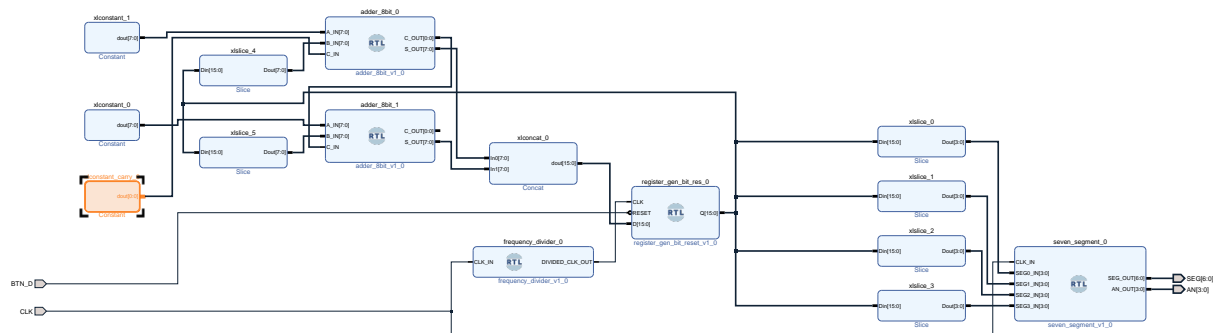 xlconstant_1
dout[7:0]
Constant
xlslice_4
Din[15:0]
Dout[7:0]
Slice
adder_8bit_0
A_IN[7:0]
B_IN[7:0]
C_IN
RTL
C_OUT[0:0]
S_OUT[7:0]
adder_8bit_v1_0
xlconstant_0
dout[7:0]
Constant
xlslice_5
Din[15:0]
Dout[7:0]
Slice
adder_8bit_1
A_IN[7:0]
B_IN[7:0]
C_IN
RTL
C_OUT[0:0]
S_OUT[7:0]
adder_8bit_v1_0
constant_carry
dout[0:0]
Constant
xlconcat_0
In0[7:0]
In1[7:0]
dout[15:0]
Concat
register_gen_bit_res_0
CLK
RESET
D[15:0]
RTL
Q[15:0]
register_gen_bit_reset_v1_0
frequency_divider_0
CLK_IN
RTL
DIVIDED_CLK_OUT
frequency_divider_v1_0
BTN_D
CLK
xlslice_0
Din[15:0]
Dout[3:0]
Slice
xlslice_1
Din[15:0]
Dout[3:0]
Slice
xlslice_2
Din[15:0]
Dout[3:0]
Slice
xlslice_3
Din[15:0]
Dout[3:0]
Slice
seven_segment_0
CLK_IN
SEG0_IN[3:0]
SEG1_IN[3:0]
SEG2_IN[3:0]
SEG3_IN[3:0]
RTL
SEG_OUT[6:0]
AN_OUT[3:0]
seven_segment_v1_0
SEG[6:0]
AN[3:0]